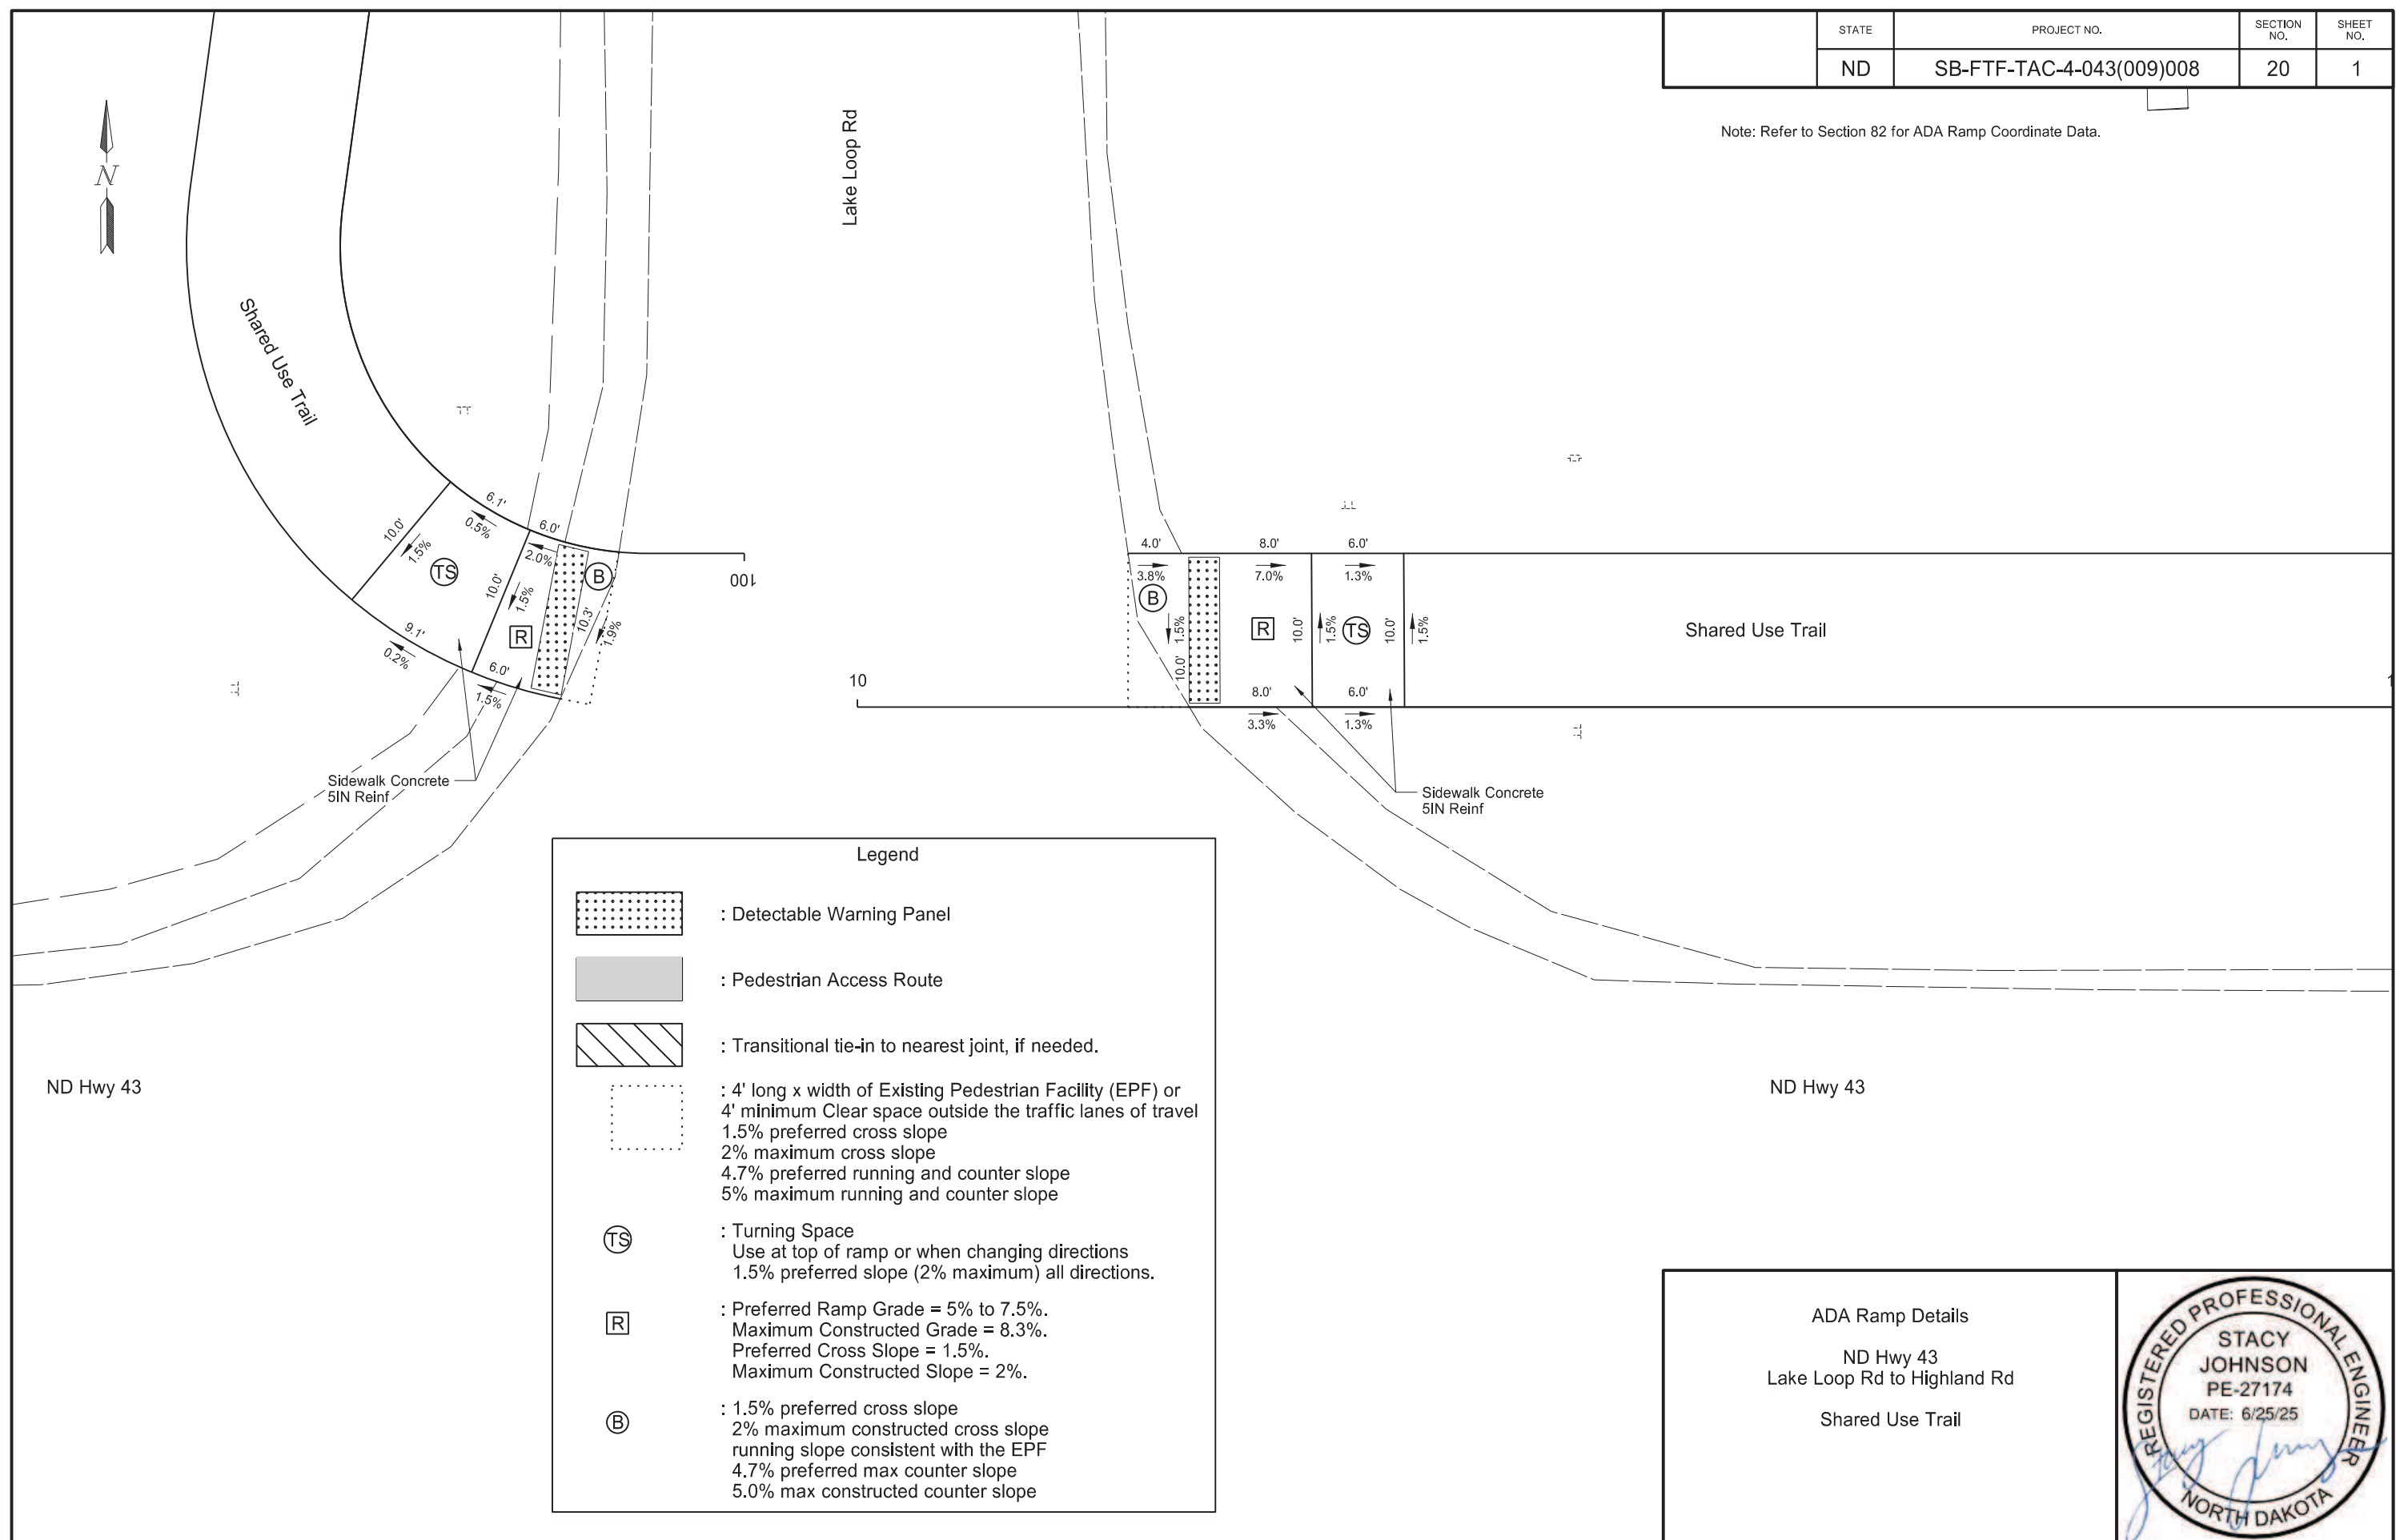 STATE
PROJECT NO.
SECTION
NO.
SHEET
NO.
ND
SB-FTF-TAC-4-043(009)008
20
1
Note: Refer to Section 82 for ADA Ramp Coordinate Data.
N
Lake Loop Rd
Shared Use Trail
6.1'
0.5%
6.0'
2.0%
10.0'
1.5%
TS
10.0'
1.5%
R
B
10.3'
1.9%
9.1'
0.2%
6.0'
1.5%
100
Sidewalk Concrete
5IN Reinf
4.0'
3.8%
B
1.5%
10.0'
8.0'
7.0%
R
10.0'
6.0'
1.3%
1.5%
TS
10.0'
1.5%
8.0'
3.3%
6.0'
1.3%
10
Shared Use Trail
Sidewalk Concrete
5IN Reinf
ND Hwy 43
ND Hwy 43
Legend
: Detectable Warning Panel
: Pedestrian Access Route
: Transitional tie-in to nearest joint, if needed.
: 4' long x width of Existing Pedestrian Facility (EPF) or
4' minimum Clear space outside the traffic lanes of travel
1.5% preferred cross slope
2% maximum cross slope
4.7% preferred running and counter slope
5% maximum running and counter slope
TS
: Turning Space
Use at top of ramp or when changing directions
1.5% preferred slope (2% maximum) all directions.
R
: Preferred Ramp Grade = 5% to 7.5%.
Maximum Constructed Grade = 8.3%.
Preferred Cross Slope = 1.5%.
Maximum Constructed Slope = 2%.
B
: 1.5% preferred cross slope
2% maximum constructed cross slope
running slope consistent with the EPF
4.7% preferred max counter slope
5.0% max constructed counter slope
ADA Ramp Details
ND Hwy 43
Lake Loop Rd to Highland Rd
Shared Use Trail
REGISTERED PROFESSIONAL ENGINEER
STACY
JOHNSON
PE-27174
DATE: 6/25/25
NORTH DAKOTA